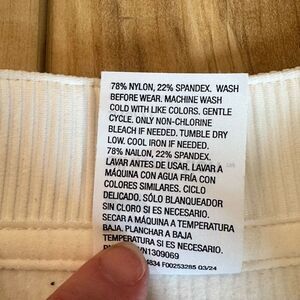 78% NYLON, 22% SPANDEX. WASH
BEFORE WEAR. MACHINE WASH
COLD WITH LIKE COLORS. GENTLE
CYCLE. ONLY NON-CHLORINE
BLEACH IF NEEDED. TUMBLE DRY
LOW. COOL IRON IF NEEDED.
78% NAILON, 22% SPANDEX.
LAVAR ANTES DE USAR. LAVAR À
MÁQUINA CON AGUA FRÍA CON
COLORES SIMILARES. CICLO
DELICADO. SÓLO BLANQUEADOR
SIN CLORO SI ES NECESARIO.
SECAR A MÁQUINA A TEMPERATURA
BAJA. PLANCHAR A BAJA
TEMPERATURA SI ES NECESARIO.
N1309069
4834 F00253285 03/24